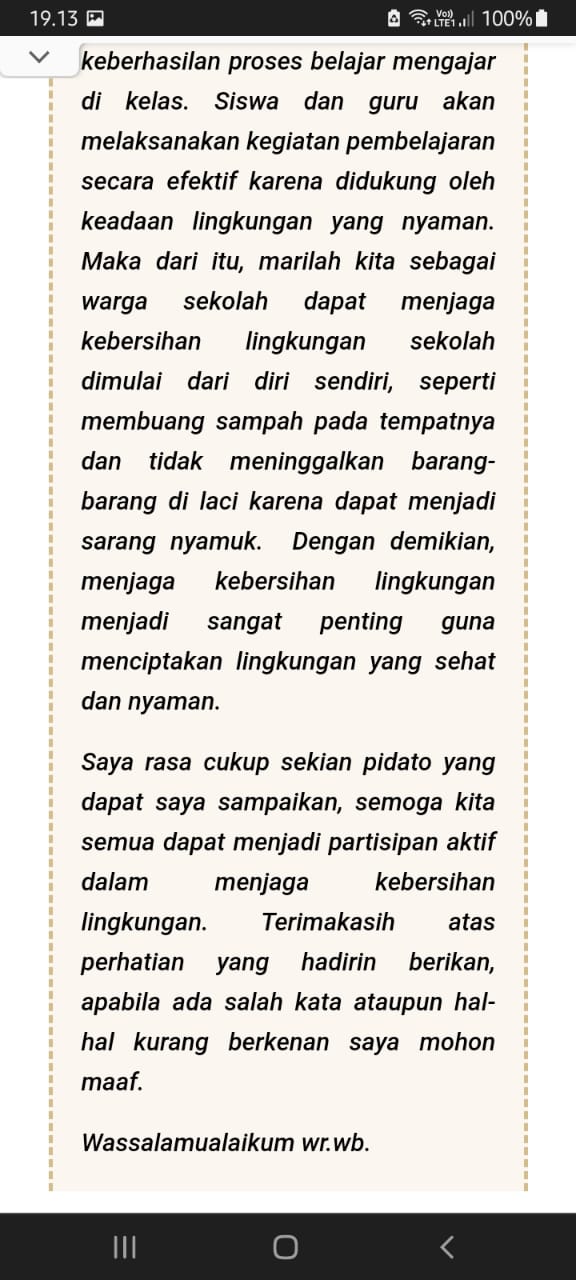 19.13 Vo)) LTE1 100%
keberhasilan proses belajar mengajar
di kelas. Siswa dan guru akan
melaksanakan kegiatan pembelajaran
secara efektif karena didukung oleh
keadaan lingkungan yang nyaman.
Maka dari itu, marilah kita sebagai
warga sekolah dapat menjaga
kebersihan lingkungan sekolah
dimulai dari diri sendiri, seperti
membuang sampah pada tempatnya
dan tidak meninggalkan barang-
barang di laci karena dapat menjadi
sarang nyamuk. Dengan demikian,
menjaga kebersihan lingkungan
menjadi sangat penting guna
menciptakan lingkungan yang sehat
dan nyaman.
Saya rasa cukup sekian pidato yang
dapat saya sampaikan, semoga kita
semua dapat menjadi partisipan aktif
dalam menjaga kebersihan
lingkungan. Terimakasih atas
perhatian yang hadirin berikan,
apabila ada salah kata ataupun hal-
hal kurang berkenan saya mohon
maaf.
Wassalamualaikum wr.wb.